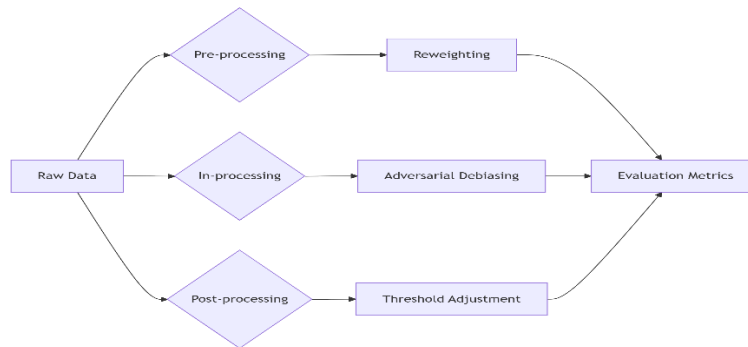 Pre-processing
Reweighting
Raw Data
In-processing
Adversarial Debiasing
Evaluation Metrics
Post-processing
Threshold Adjustment